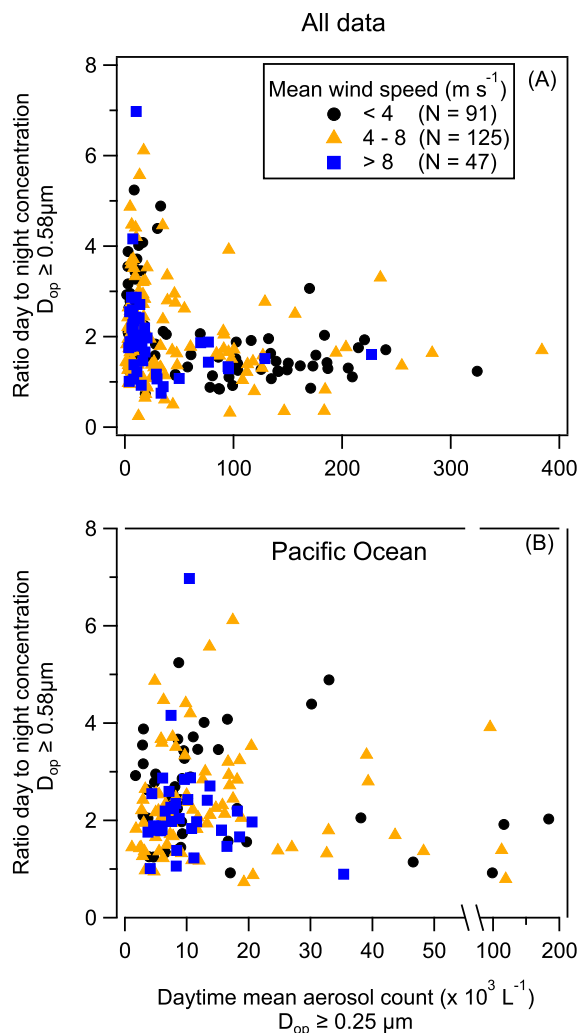 All data
(A)
Mean wind speed (m s⁻¹)
< 4 (N = 91)
4 - 8 (N = 125)
> 8 (N = 47)
8
6
4
2
0
Ratio day to night concentration
Dop ≥ 0.58µm
0 100 200 300 400
Pacific Ocean
(B)
8
6
4
2
0
Ratio day to night concentration
Dop ≥ 0.58µm
0 10 20 30 40 50 100 200
Daytime mean aerosol count (x 10³ L⁻¹)
Dop ≥ 0.25 µm